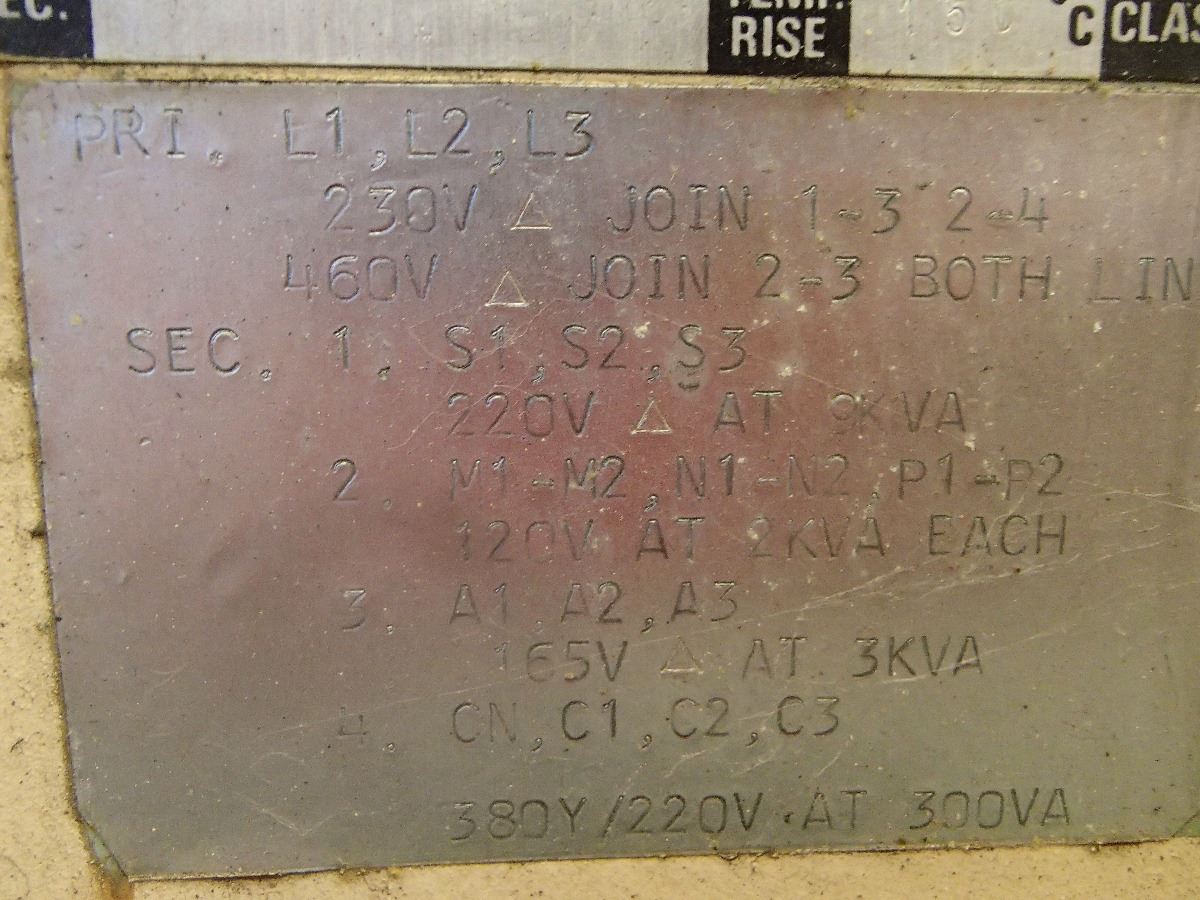 RISE 150 C CLAS
PRI. L1,L2,L3
230V △ JOIN 1-3 2-4
460V △ JOIN 2-3 BOTH LIN
SEC. 1. S1,S2,S3
220V △ AT 9KVA
2. M1-M2,N1-N2,P1-P2
120V AT 2KVA EACH
3. A1,A2,A3
165V △ AT 3KVA
4. CN,C1,C2,C3
380Y/220V AT 300VA